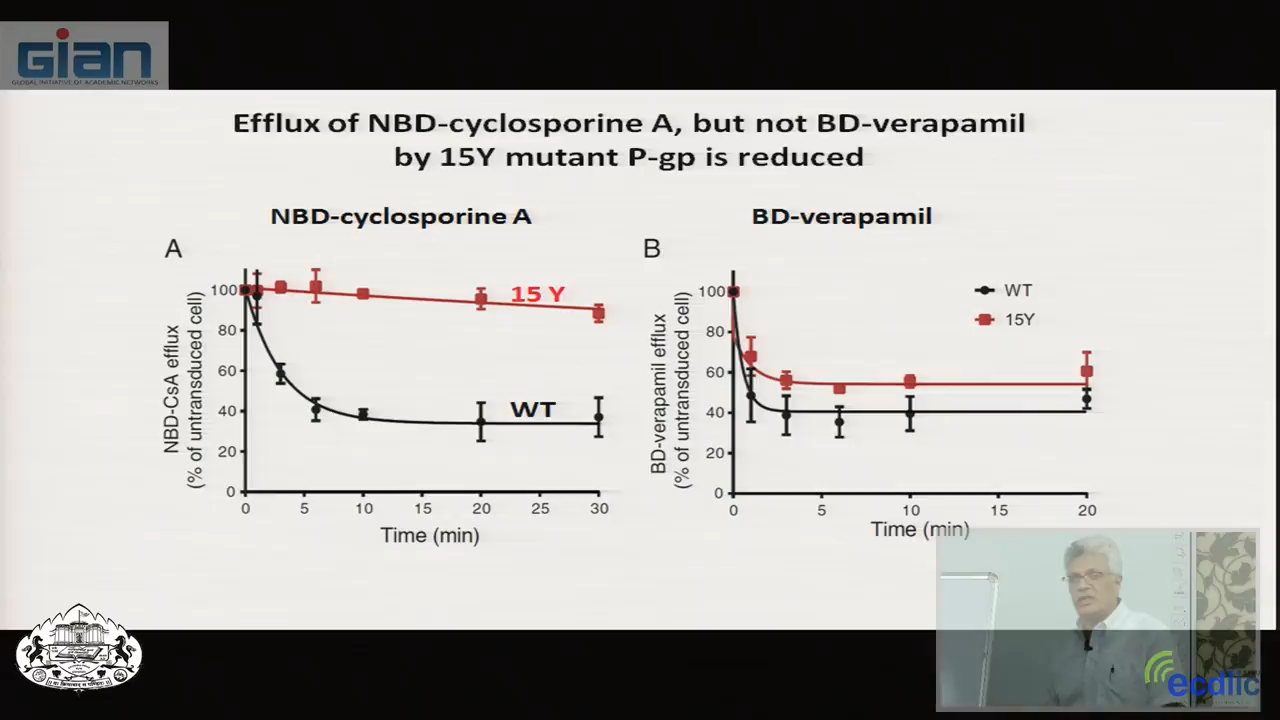 GIAN
GLOBAL INITIATIVE OF ACADEMIC NETWORKS
Efflux of NBD-cyclosporine A, but not BD-verapamil
by 15Y mutant P-gp is reduced
NBD-cyclosporine A
BD-verapamil
A
NBD-CsA efflux
(% of untransduced cell)
100
80
60
40
20
0
15 Y
WT
0 5 10 15 20 25 30
Time (min)
B
BD-verapamil efflux
(% of untransduced cell)
100
80
60
40
20
0
WT
15Y
0 5 10 15 20
Time (min)
ecdlic